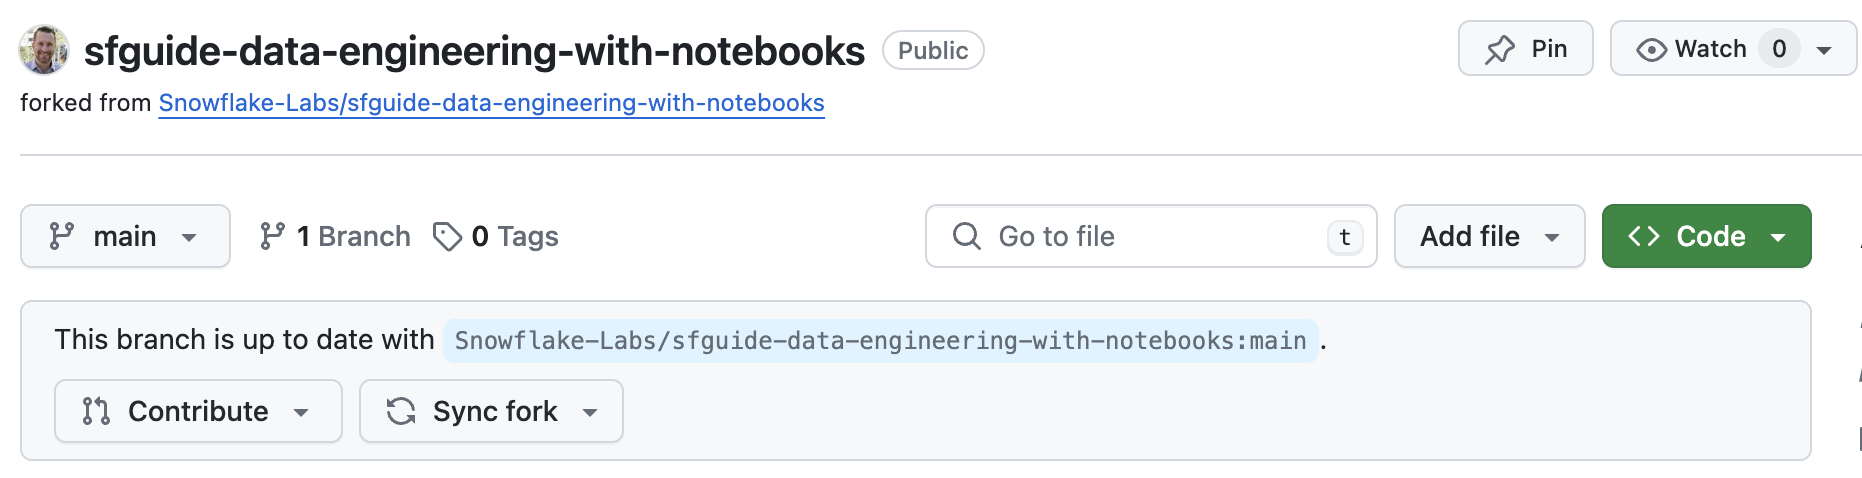 sfguide-data-engineering-with-notebooks Public Pin Watch 0
forked from Snowflake-Labs/sfguide-data-engineering-with-notebooks
main 1 Branch 0 Tags Go to file t Add file <> Code
This branch is up to date with Snowflake-Labs/sfguide-data-engineering-with-notebooks:main.
Contribute Sync fork